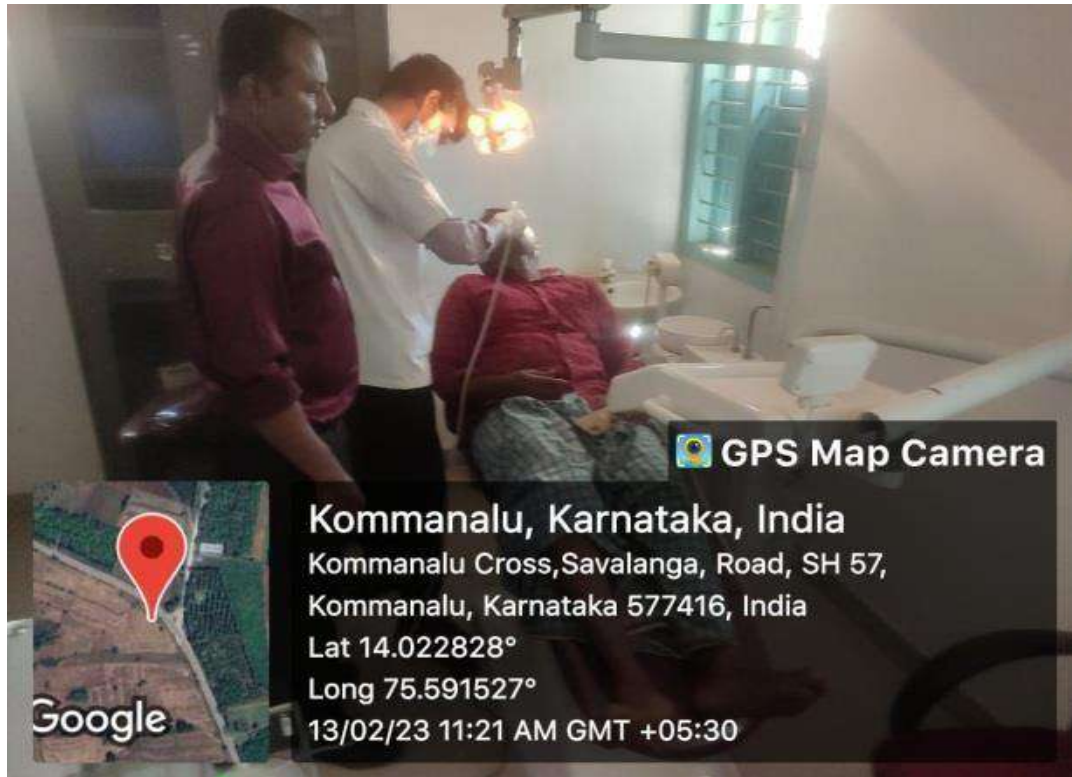 GPS Map Camera
Kommanalu, Karnataka, India
Kommanalu Cross,Savalanga, Road, SH 57,
Kommanalu, Karnataka 577416, India
Lat 14.022828°
Long 75.591527°
13/02/23 11:21 AM GMT +05:30
Google